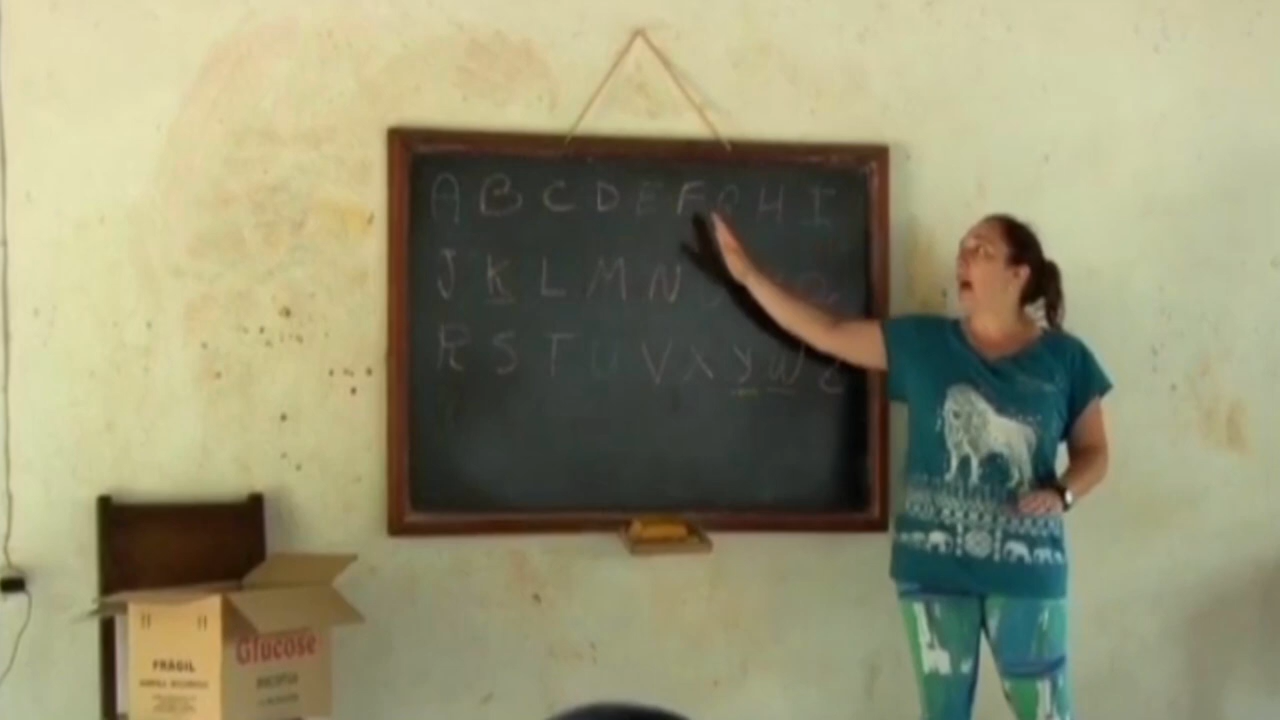 A B C D E F G H I
J K L M N
R S T U V X Y W Z
FRÁGIL
Glucose